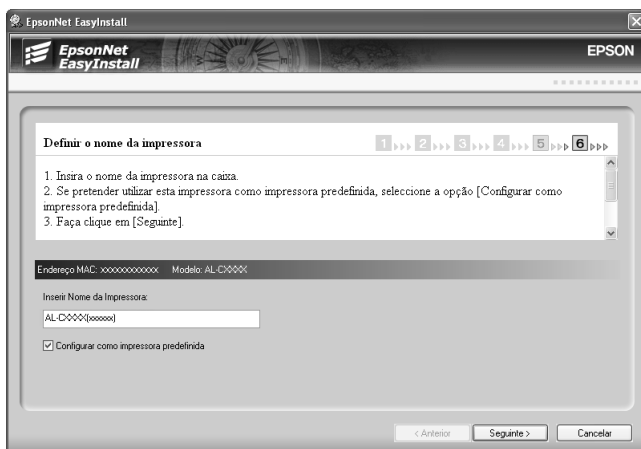 EpsonNet EasyInstall
EpsonNet
EasyInstall
EPSON
Definir o nome da impressora
1 2 3 4 5 6
1. Insira o nome da impressora na caixa.
2. Se pretender utilizar esta impressora como impressora predefinida, seleccione a opção [Configurar como
impressora predefinida].
3. Faça clique em [Seguinte].
Endereço MAC: xxxxxxxxxxxx Modelo: AL-CXXXX
Inserir Nome da Impressora:
AL-CXXXX(xxxxxx)
Configurar como impressora predefinida
< Anterior Seguinte > Cancelar